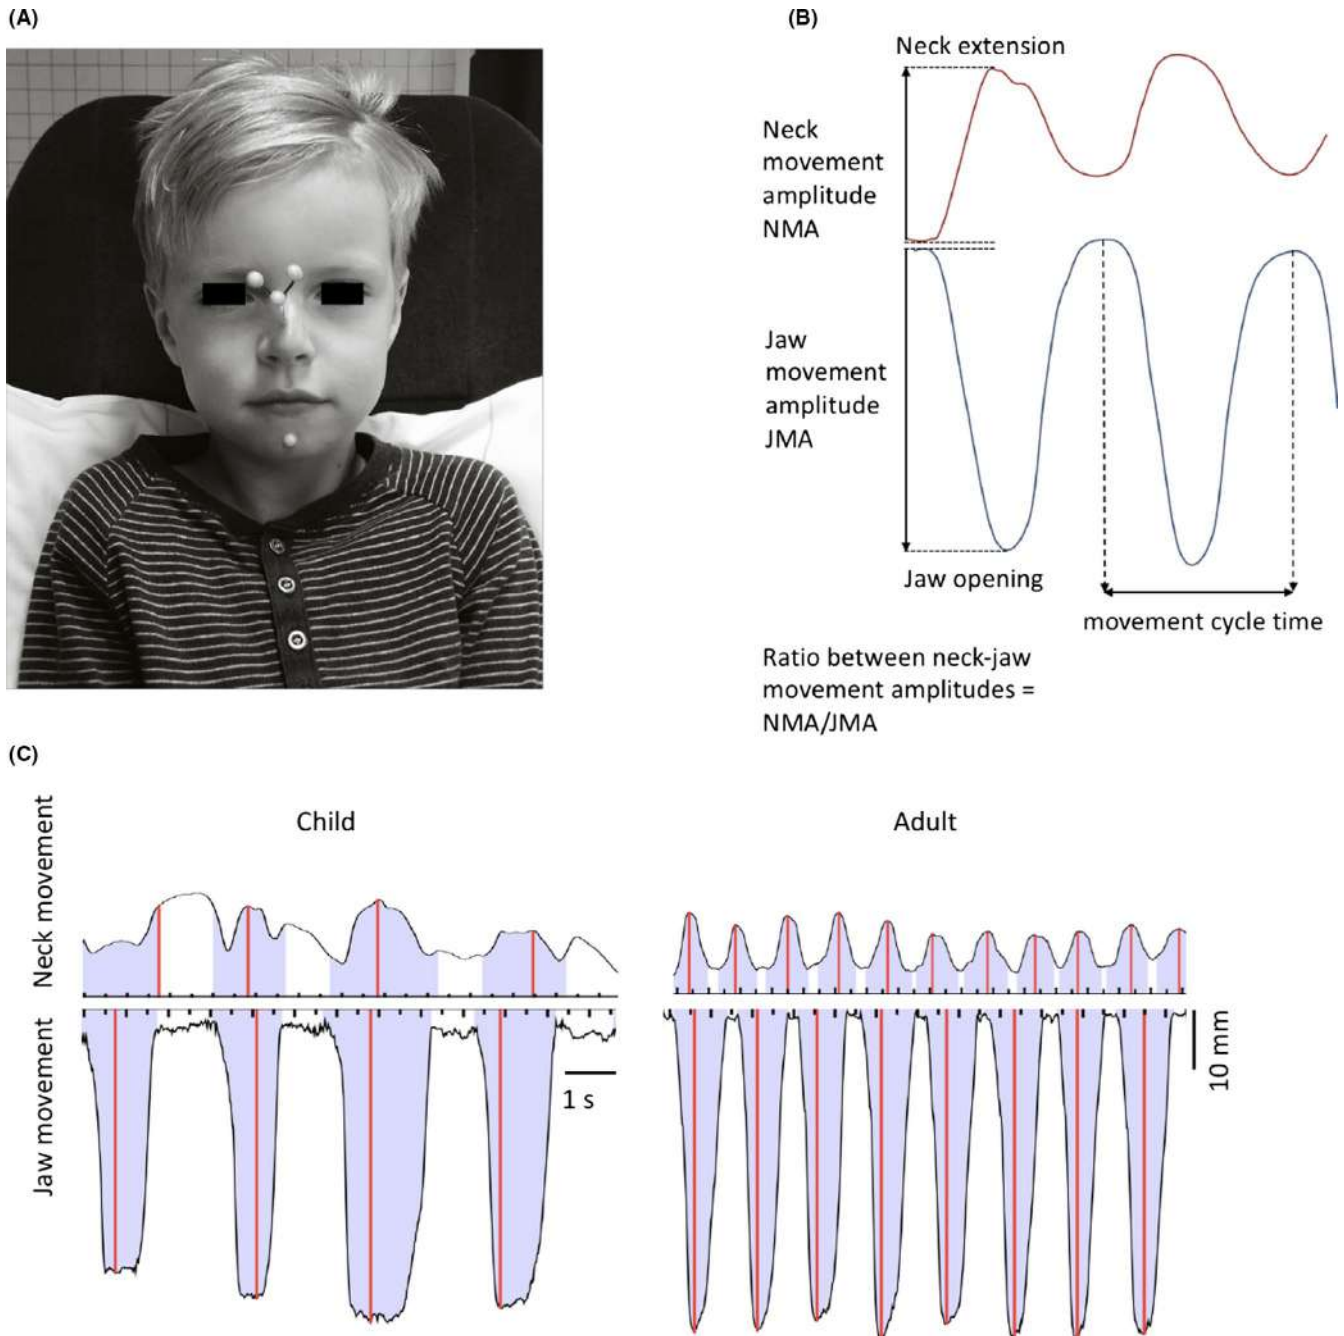 (A)
(B)
Neck extension
Neck
movement
amplitude
NMA
Jaw
movement
amplitude
JMA
Jaw opening
movement cycle time
Ratio between neck-jaw
movement amplitudes =
NMA/JMA
(C)
Child
Adult
Neck movement
Jaw movement
1 s
10 mm